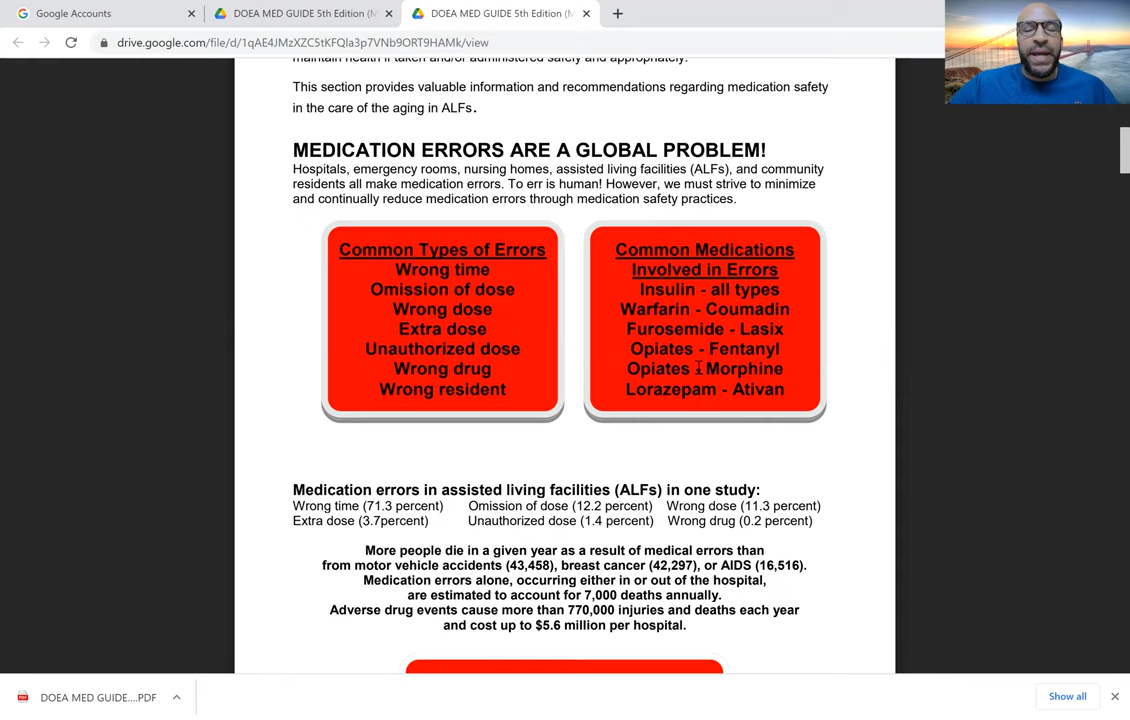 Google Accounts
DOEA MED GUIDE 5th Edition (M
DOEA MED GUIDE 5th Edition (M
drive.google.com/file/d/1qAE4JMzXZC5tKFQla3p7VNb9ORT9HAMk/view
maintain health if taken and/or administered safely and appropriately.
This section provides valuable information and recommendations regarding medication safety
in the care of the aging in ALFs.
MEDICATION ERRORS ARE A GLOBAL PROBLEM!
Hospitals, emergency rooms, nursing homes, assisted living facilities (ALFs), and community
residents all make medication errors. To err is human! However, we must strive to minimize
and continually reduce medication errors through medication safety practices.
Common Types of Errors
Wrong time
Omission of dose
Wrong dose
Extra dose
Unauthorized dose
Wrong drug
Wrong resident
Common Medications
Involved in Errors
Insulin - all types
Warfarin - Coumadin
Furosemide - Lasix
Opiates - Fentanyl
Opiates - Morphine
Lorazepam - Ativan
Medication errors in assisted living facilities (ALFs) in one study:
Wrong time (71.3 percent) Omission of dose (12.2 percent) Wrong dose (11.3 percent)
Extra dose (3.7percent) Unauthorized dose (1.4 percent) Wrong drug (0.2 percent)
More people die in a given year as a result of medical errors than
from motor vehicle accidents (43,458), breast cancer (42,297), or AIDS (16,516).
Medication errors alone, occurring either in or out of the hospital,
are estimated to account for 7,000 deaths annually.
Adverse drug events cause more than 770,000 injuries and deaths each year
and cost up to $5.6 million per hospital.
DOEA MED GUIDE....PDF
Show all